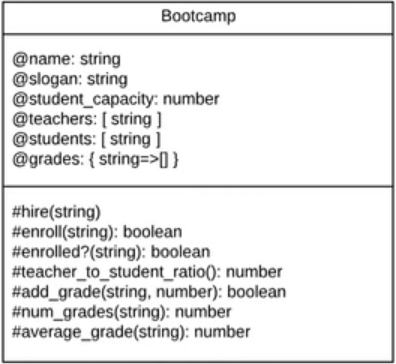 Bootcamp
@name: string
@slogan: string
@student_capacity: number
@teachers: [ string ]
@students: [ string ]
@grades: { string=>[] }
#hire(string)
#enroll(string): boolean
#enrolled?(string): boolean
#teacher_to_student_ratio(): number
#add_grade(string, number): boolean
#num_grades(string): number
#average_grade(string): number